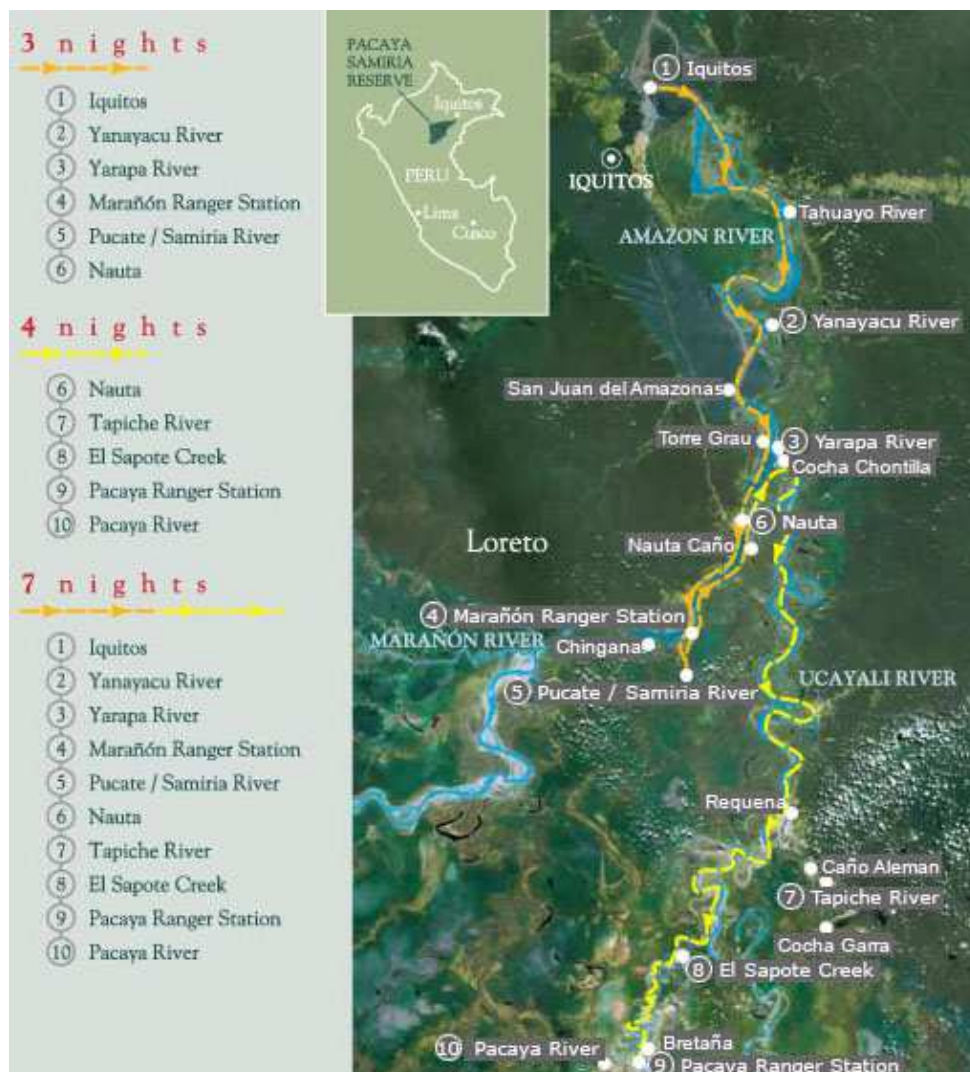 3 nights
1 Iquitos
2 Yanayacu River
3 Yarapa River
4 Marañón Ranger Station
5 Pucate / Samiria River
6 Nauta
4 nights
6 Nauta
7 Tapiche River
8 El Sapote Creek
9 Pacaya Ranger Station
10 Pacaya River
7 nights
1 Iquitos
2 Yanayacu River
3 Yarapa River
4 Marañón Ranger Station
5 Pucate / Samiria River
6 Nauta
7 Tapiche River
8 El Sapote Creek
9 Pacaya Ranger Station
10 Pacaya River
PACAYA
SAMIRIA
RESERVE
Iquitos
PERU
Lima
Cusco
1 Iquitos
IQUITOS
Tahuayo River
AMAZON RIVER
2 Yanayacu River
San Juan del Amazonas
Torre Grau
3 Yarapa River
Cocha Chontilla
6 Nauta
Loreto
Nauta Caño
4 Marañón Ranger Station
MARAÑÓN RIVER
Chingana
5 Pucate / Samiria River
UCAYALI RIVER
Requena
Caño Aleman
7 Tapiche River
Cocha Garra
8 El Sapote Creek
Bretaña
10 Pacaya River
9 Pacaya Ranger Station